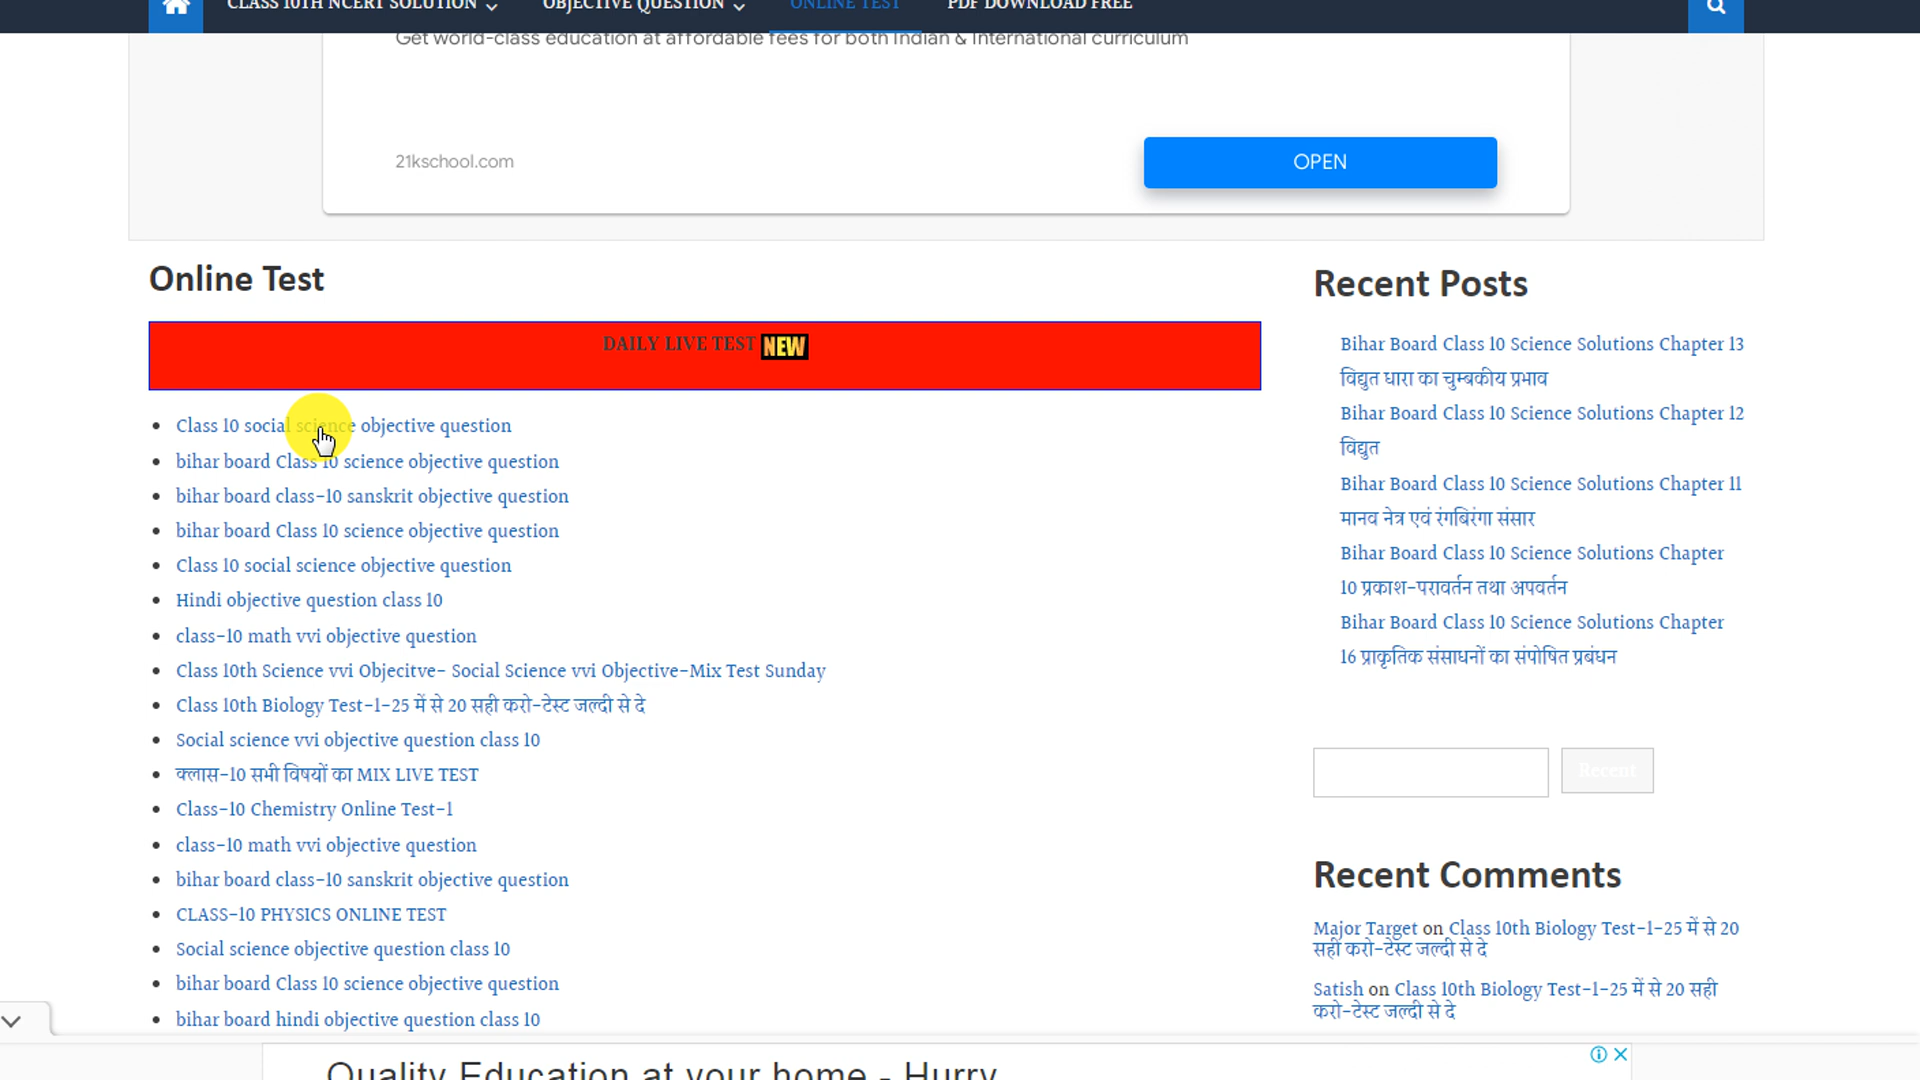 CLASS 10TH NCERT SOLUTION OBJECTIVE QUESTION ONLINE TEST PDF DOWNLOAD FREE
Get world-class education at affordable fees for both Indian & International curriculum
21kschool.com
OPEN
Online Test
DAILY LIVE TEST NEW
Class 10 social science objective question
bihar board Class 10 science objective question
bihar board class-10 sanskrit objective question
bihar board Class 10 science objective question
Class 10 social science objective question
Hindi objective question class 10
class-10 math vvi objective question
Class 10th Science vvi Objecitve- Social Science vvi Objective-Mix Test Sunday
Class 10th Biology Test-1-25 में से 20 सही करो-टेस्ट जल्दी से दे
Social science vvi objective question class 10
क्लास-10 सभी विषयों का MIX LIVE TEST
Class-10 Chemistry Online Test-1
class-10 math vvi objective question
bihar board class-10 sanskrit objective question
CLASS-10 PHYSICS ONLINE TEST
Social science objective question class 10
bihar board Class 10 science objective question
bihar board hindi objective question class 10
Recent Posts
Bihar Board Class 10 Science Solutions Chapter 13
विद्युत धारा का चुम्बकीय प्रभाव
Bihar Board Class 10 Science Solutions Chapter 12
विद्युत
Bihar Board Class 10 Science Solutions Chapter 11
मानव नेत्र एवं रंगबिरंगा संसार
Bihar Board Class 10 Science Solutions Chapter
10 प्रकाश-परावर्तन तथा अपवर्तन
Bihar Board Class 10 Science Solutions Chapter
16 प्राकृतिक संसाधनों का संपोषित प्रबंधन
Recent
Recent Comments
Major Target on Class 10th Biology Test-1-25 में से 20
सही करो-टेस्ट जल्दी से दे
Satish on Class 10th Biology Test-1-25 में से 20 सही
करो-टेस्ट जल्दी से दे
Quality Education at your home - Hurry